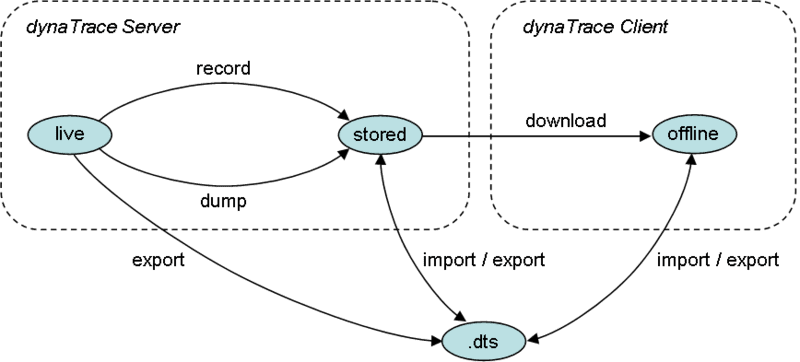 dynaTrace Server
dynaTrace Client
record
live
stored
download
offline
dump
export
import / export
import / export
.dts